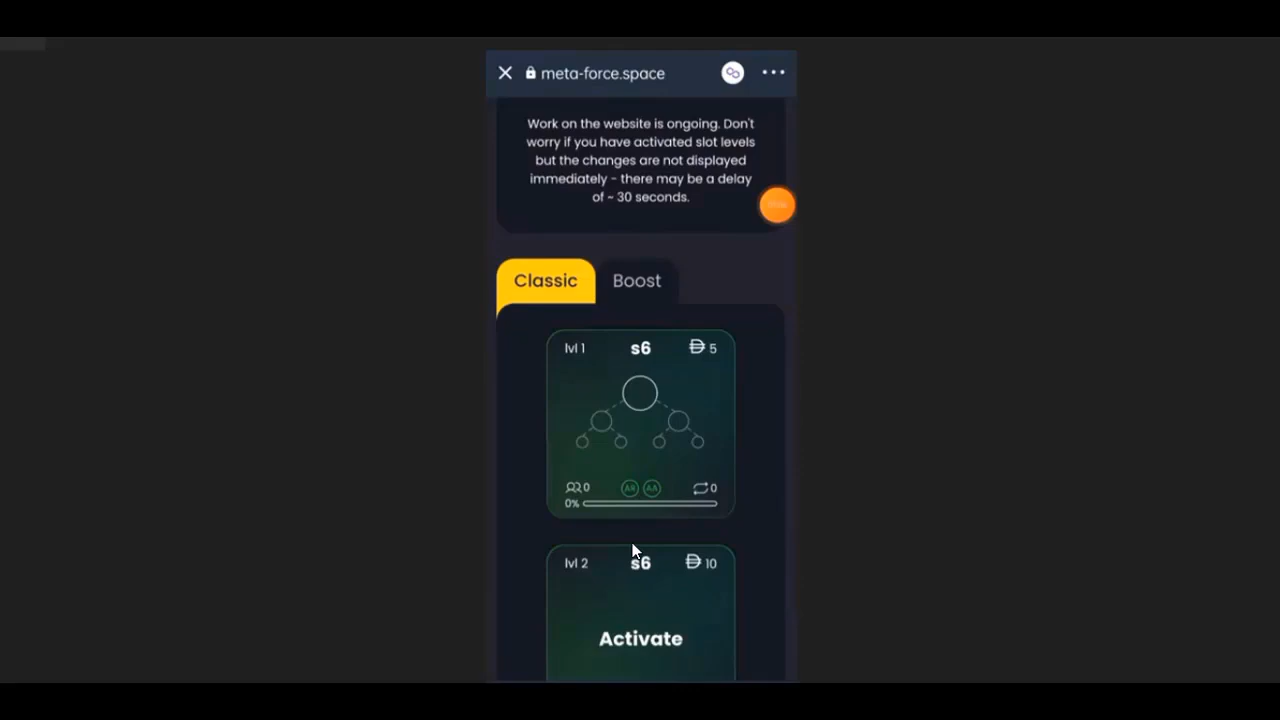 meta-force.space
Work on the website is ongoing. Don't
worry if you have activated slot levels
but the changes are not displayed
immediately - there may be a delay
of ~ 30 seconds.
Classic Boost
lvl 1 s6 5
0 AR AA 0
0%
lvl 2 s6 10
Activate